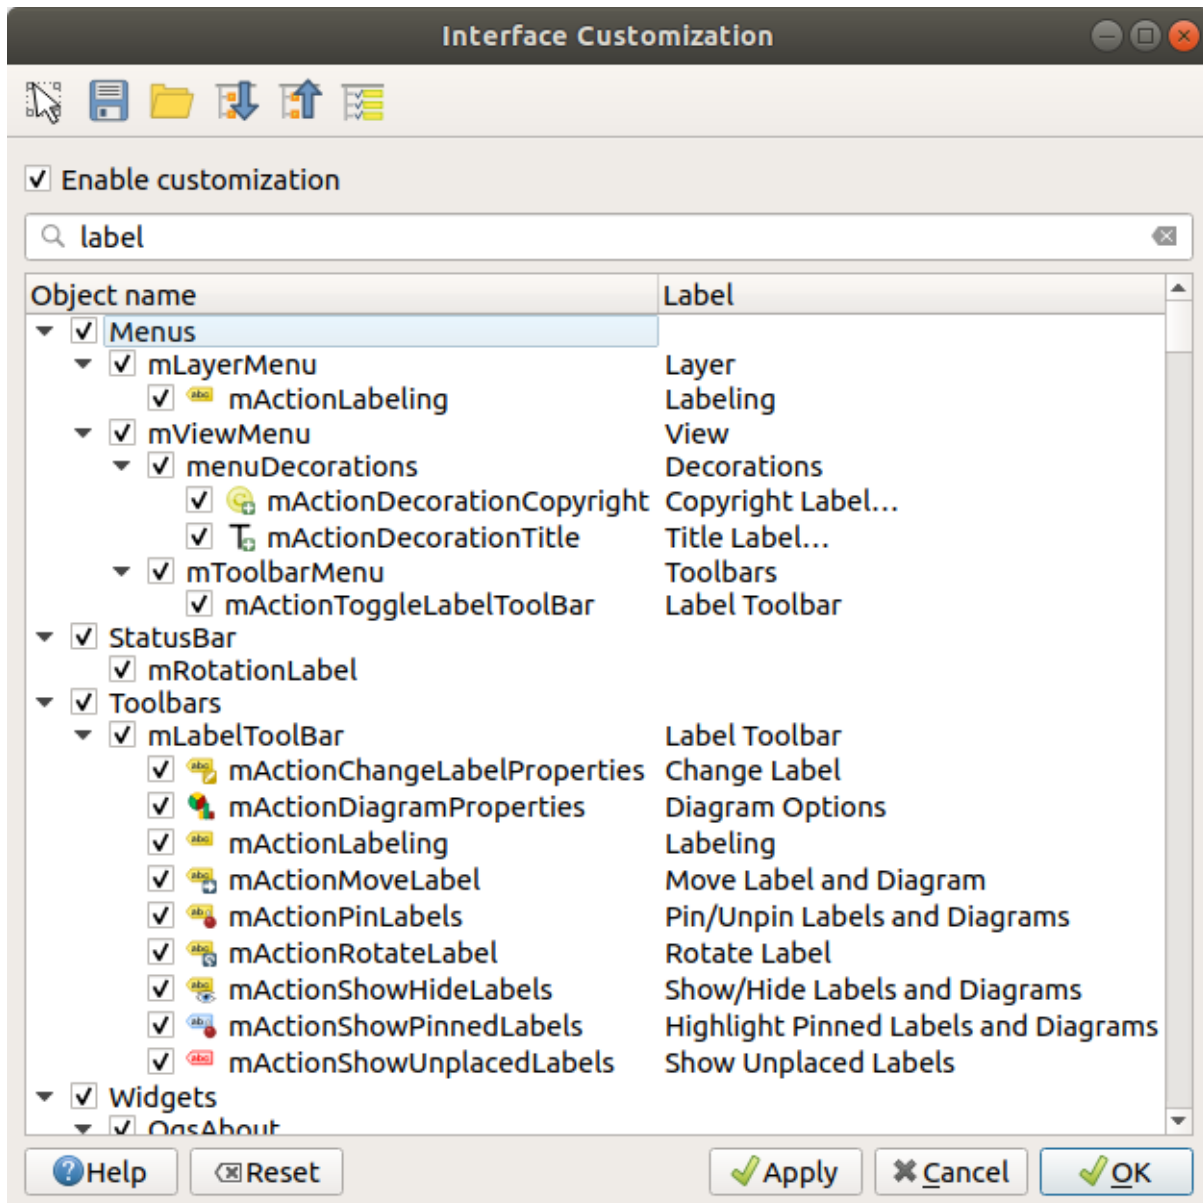 Interface Customization
Enable customization
label
Object name Label
Menus
mLayerMenu Layer
mActionLabeling Labeling
mViewMenu View
menuDecorations Decorations
mActionDecorationCopyright Copyright Label...
mActionDecorationTitle Title Label...
mToolbarMenu Toolbars
mActionToggleLabelToolBar Label Toolbar
StatusBar
mRotationLabel
Toolbars
mLabelToolBar Label Toolbar
mActionChangeLabelProperties Change Label
mActionDiagramProperties Diagram Options
mActionLabeling Labeling
mActionMoveLabel Move Label and Diagram
mActionPinLabels Pin/Unpin Labels and Diagrams
mActionRotateLabel Rotate Label
mActionShowHideLabels Show/Hide Labels and Diagrams
mActionShowPinnedLabels Highlight Pinned Labels and Diagrams
mActionShowUnplacedLabels Show Unplaced Labels
Widgets
QgsAbout
Help Reset Apply Cancel OK